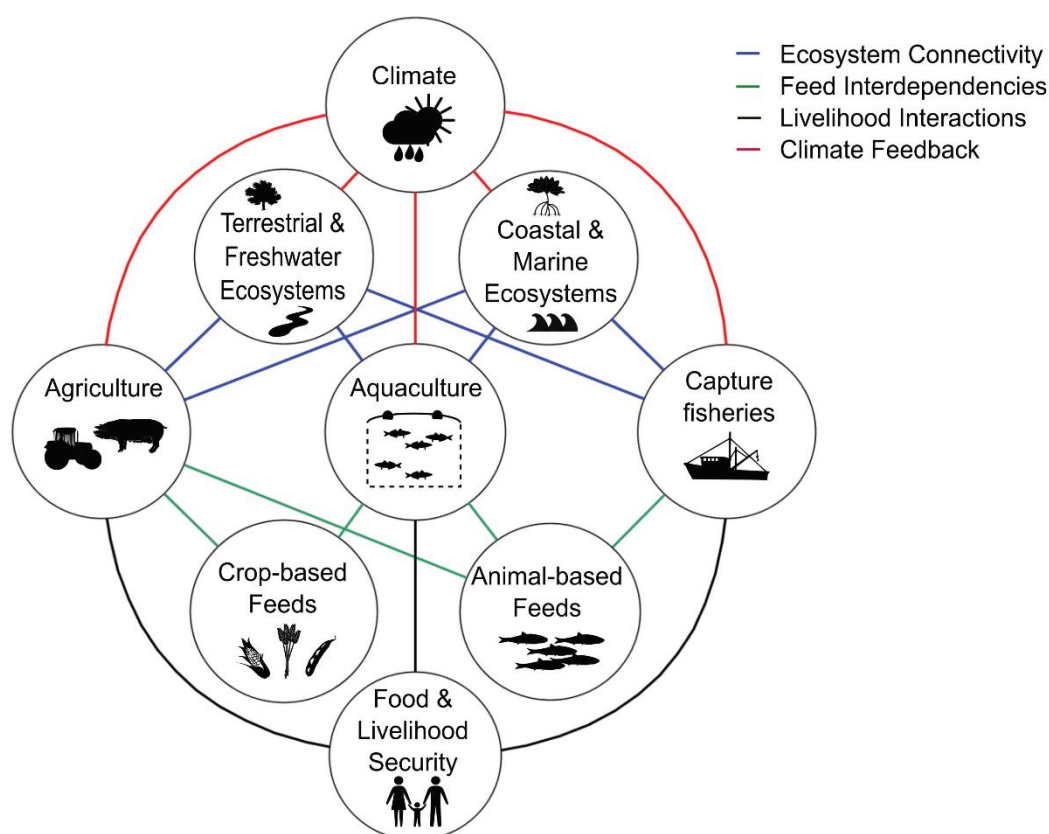 Climate
Ecosystem Connectivity
Feed Interdependencies
Livelihood Interactions
Climate Feedback
Terrestrial &
Freshwater
Ecosystems
Coastal &
Marine
Ecosystems
Agriculture
Aquaculture
Capture
fisheries
Crop-based
Feeds
Animal-based
Feeds
Food &
Livelihood
Security